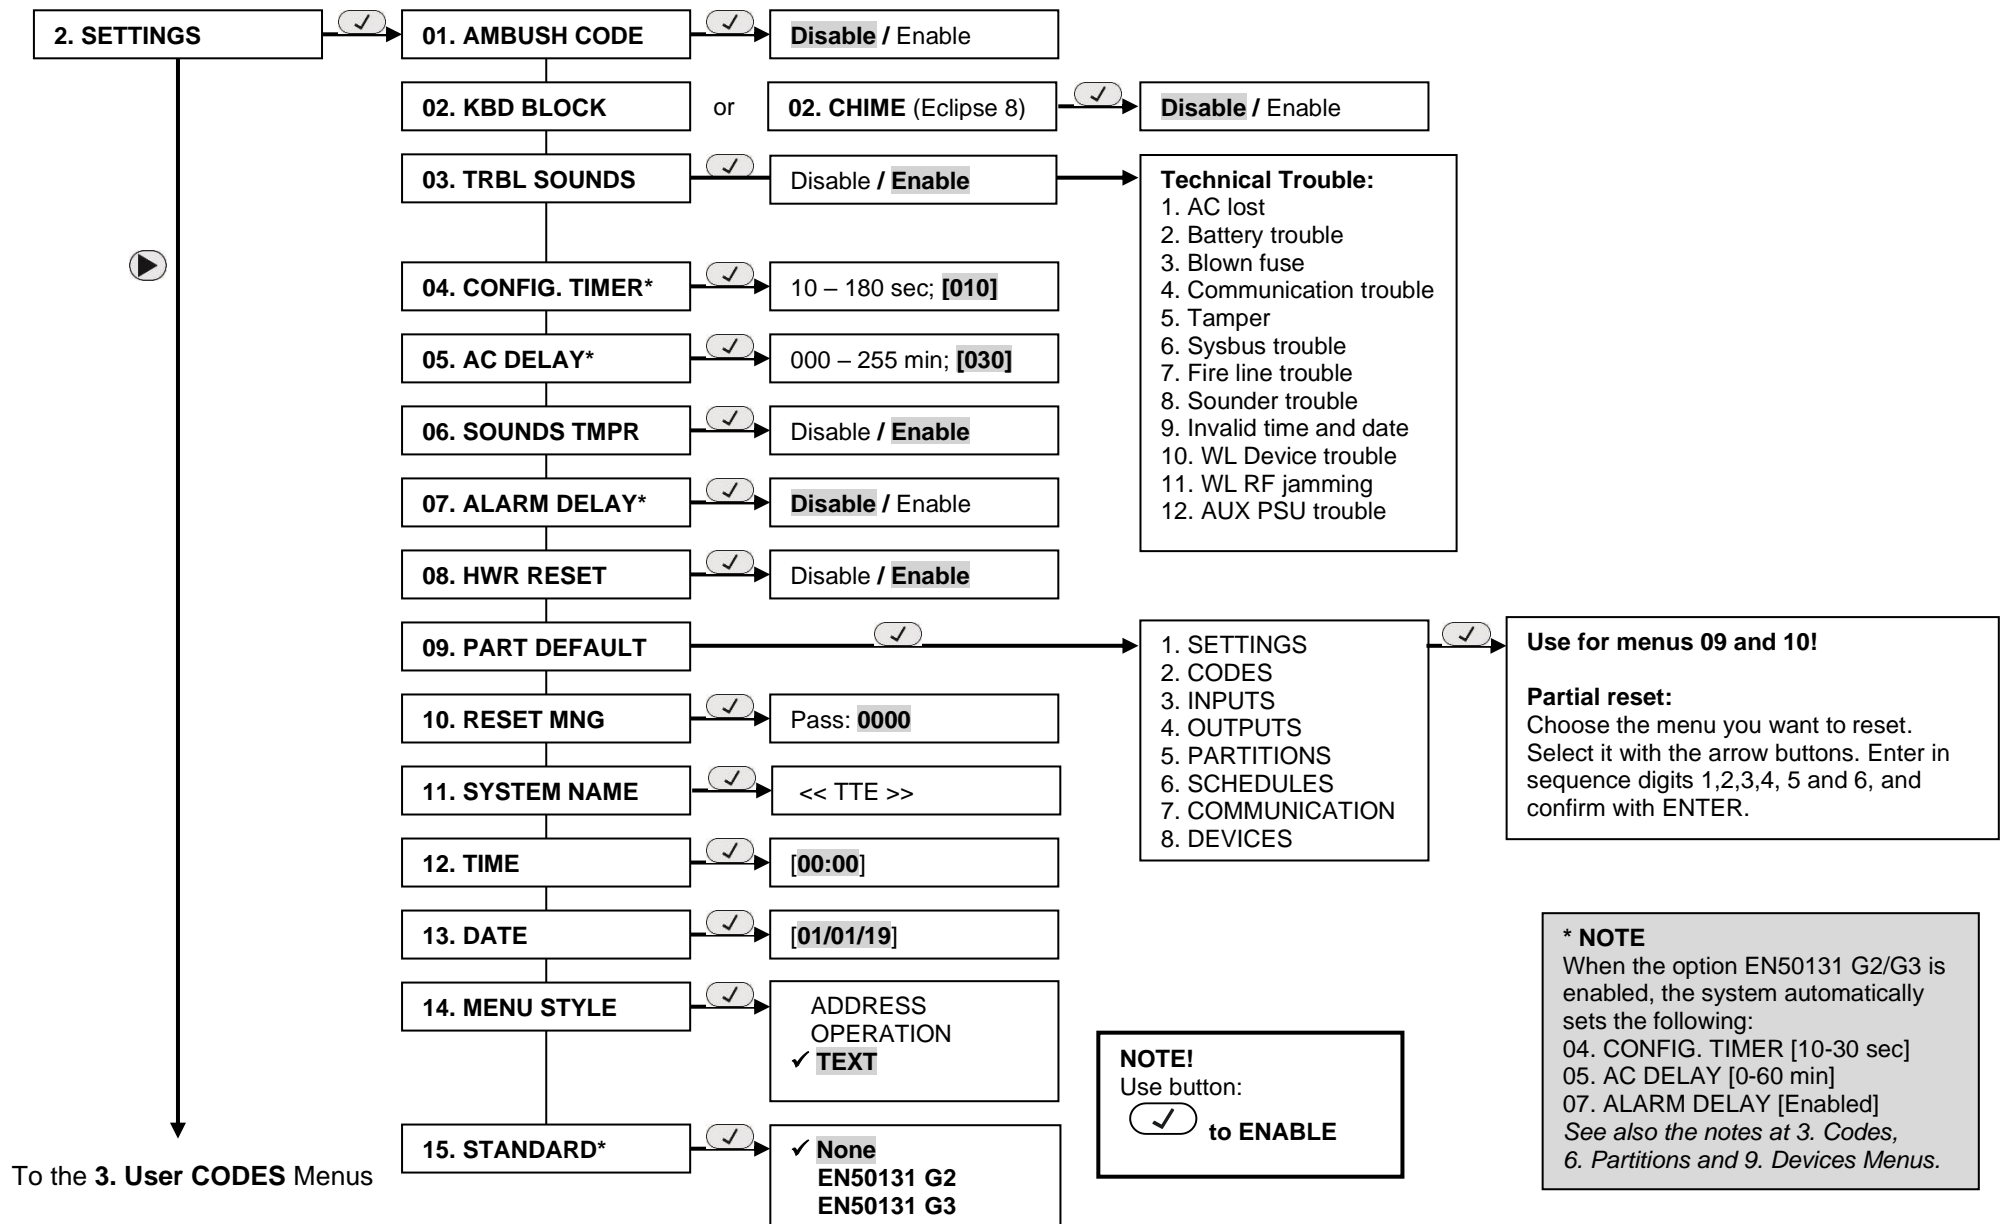 2. SETTINGS
01. AMBUSH CODE
Disable / Enable
02. KBD BLOCK
or
02. CHIME (Eclipse 8)
Disable / Enable
03. TRBL SOUNDS
Disable / Enable
Technical Trouble:
1. AC lost
2. Battery trouble
3. Blown fuse
4. Communication trouble
5. Tamper
6. Sysbus trouble
7. Fire line trouble
8. Sounder trouble
9. Invalid time and date
10. WL Device trouble
11. WL RF jamming
12. AUX PSU trouble
04. CONFIG. TIMER*
10 – 180 sec; [010]
05. AC DELAY*
000 – 255 min; [030]
06. SOUNDS TMPR
Disable / Enable
07. ALARM DELAY*
Disable / Enable
08. HWR RESET
Disable / Enable
09. PART DEFAULT
1. SETTINGS
2. CODES
3. INPUTS
4. OUTPUTS
5. PARTITIONS
6. SCHEDULES
7. COMMUNICATION
8. DEVICES
Use for menus 09 and 10!
Partial reset:
Choose the menu you want to reset.
Select it with the arrow buttons. Enter in
sequence digits 1,2,3,4, 5 and 6, and
confirm with ENTER.
10. RESET MNG
Pass: 0000
11. SYSTEM NAME
<< TTE >>
12. TIME
[00:00]
13. DATE
[01/01/19]
14. MENU STYLE
ADDRESS
OPERATION
✓ TEXT
15. STANDARD*
✓ None
EN50131 G2
EN50131 G3
NOTE!
Use button:
to ENABLE
* NOTE
When the option EN50131 G2/G3 is
enabled, the system automatically
sets the following:
04. CONFIG. TIMER [10-30 sec]
05. AC DELAY [0-60 min]
07. ALARM DELAY [Enabled]
See also the notes at 3. Codes,
6. Partitions and 9. Devices Menus.
To the 3. User CODES Menus